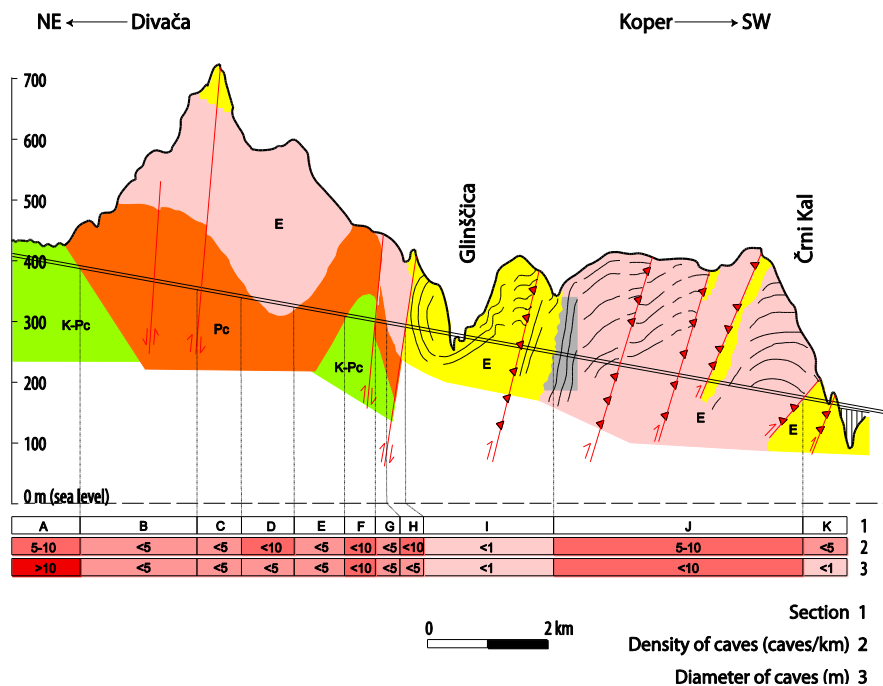 NE Divača Koper SW
700
600
500
400
300
200
100
0 m (sea level)
Glinščica
Črni Kal
E
K-Pc
Pc
K-Pc
E
E
E
A B C D E F G H I J K 1
5-10 <5 <5 <10 <5 <10 <5 <10 <1 5-10 <5 2
>10 <5 <5 <5 <5 <10 <5 <5 <1 <10 <1 3
0 2 km
Section 1
Density of caves (caves/km) 2
Diameter of caves (m) 3